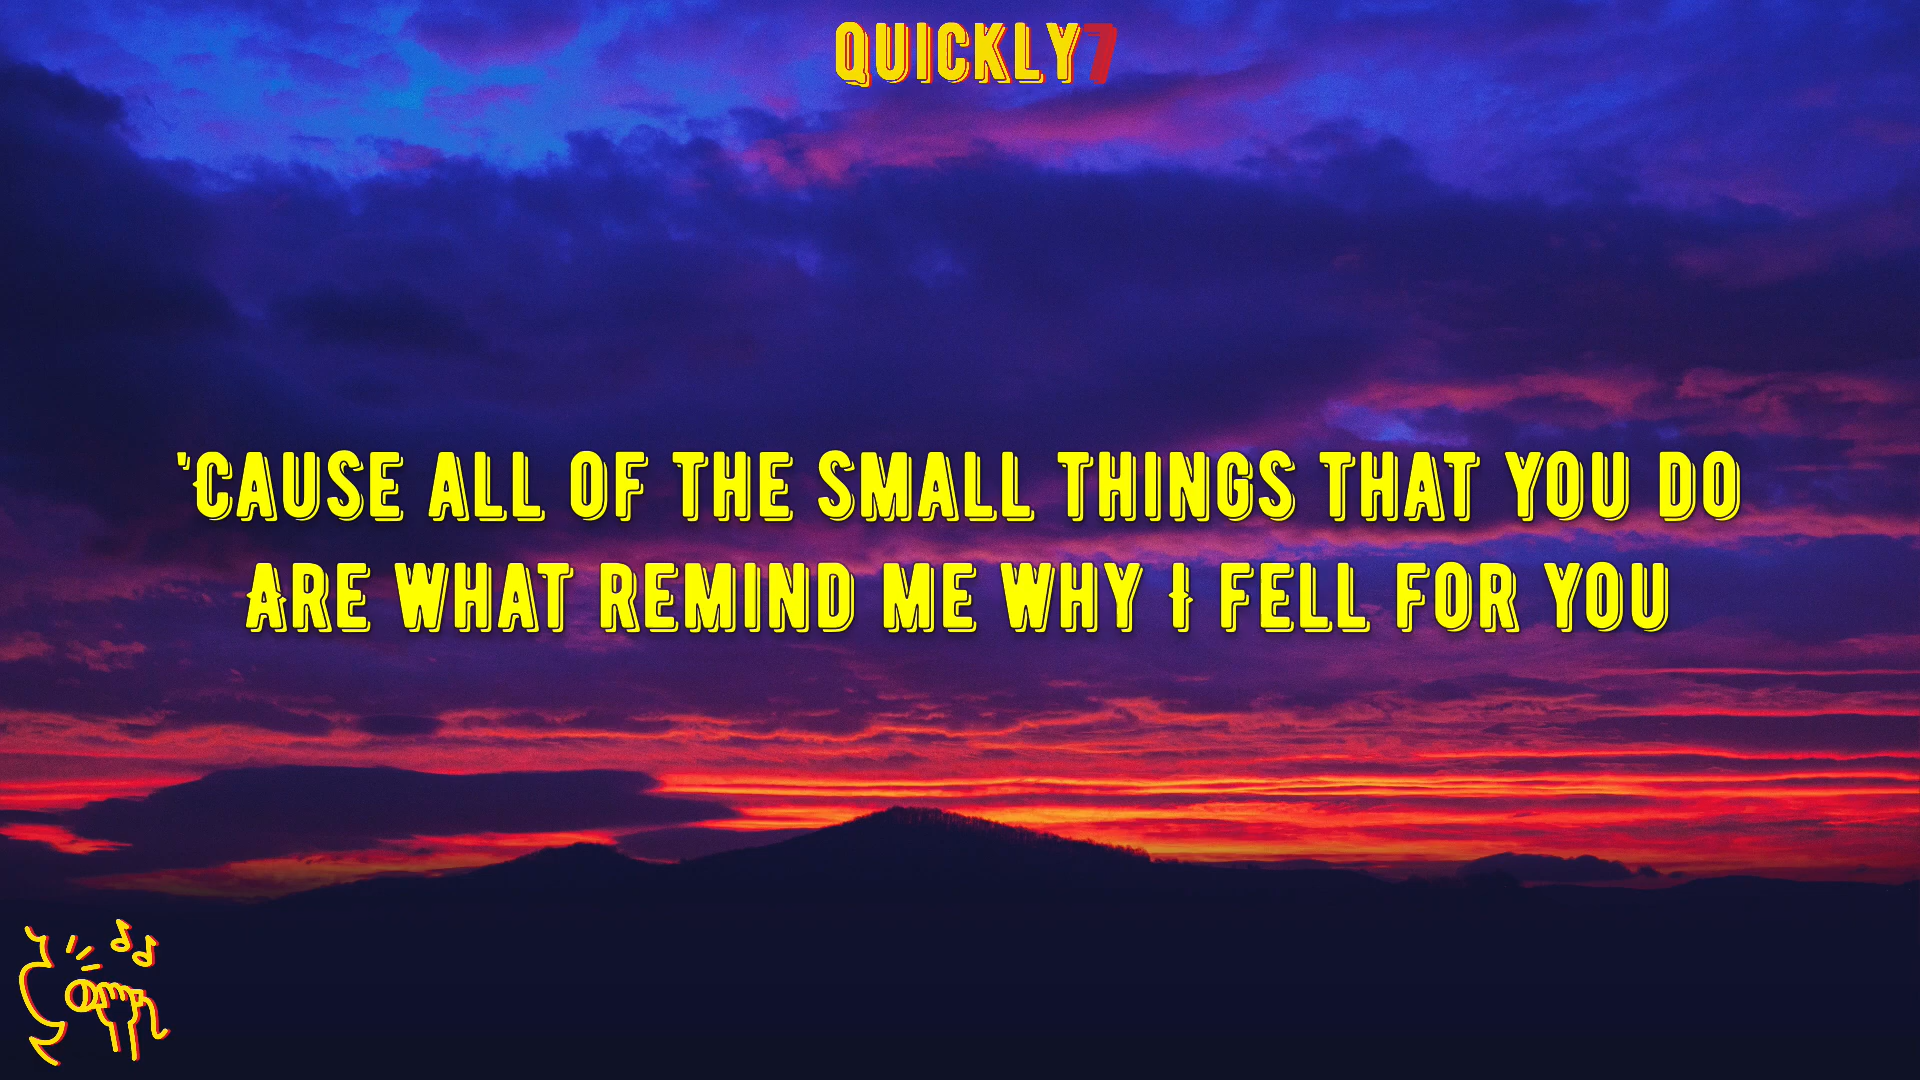 QUICKLY7
'CAUSE ALL OF THE SMALL THINGS THAT YOU DO
ARE WHAT REMIND ME WHY I FELL FOR YOU